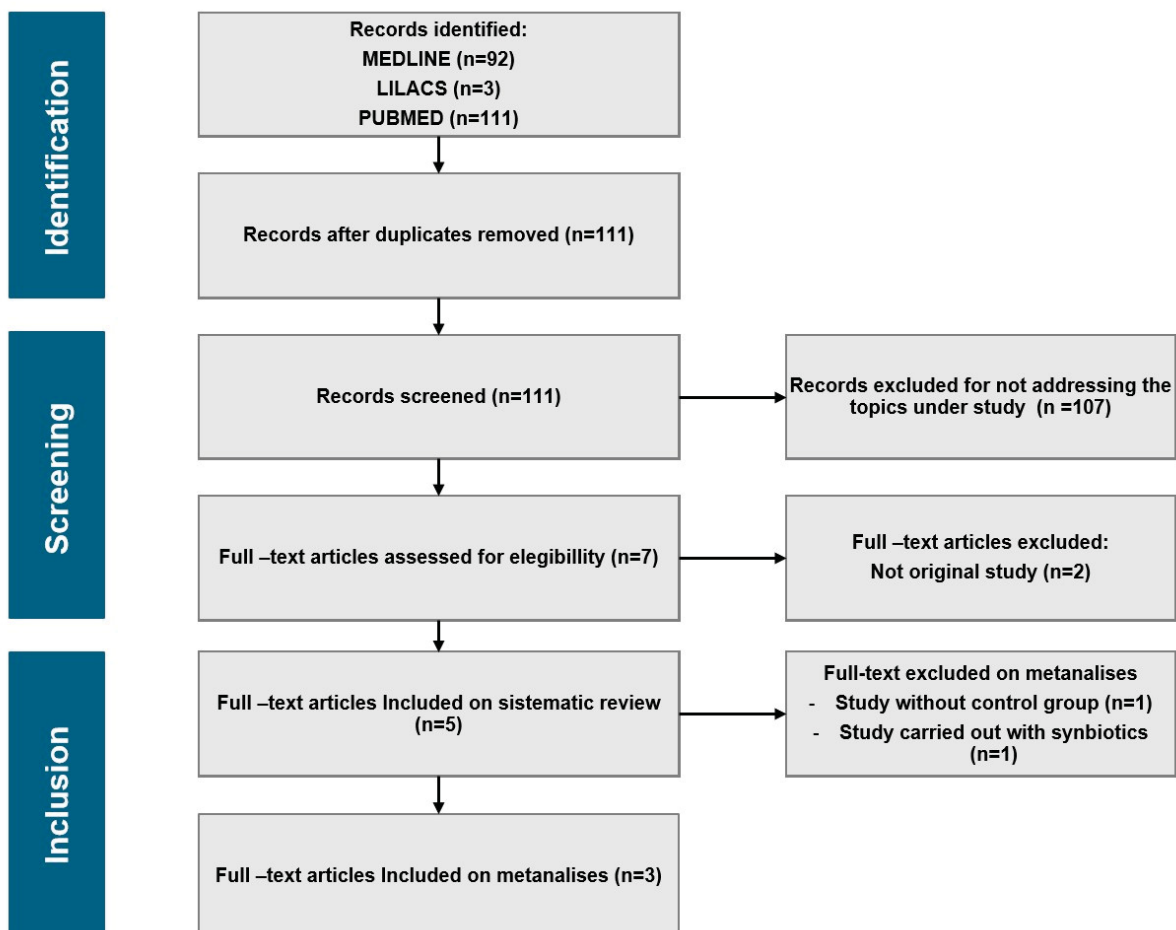 Identification
Records identified:
MEDLINE (n=92)
LILACS (n=3)
PUBMED (n=111)
Records after duplicates removed (n=111)
Screening
Records screened (n=111)
Records excluded for not addressing the
topics under study (n =107)
Full –text articles assessed for elegibillity (n=7)
Full –text articles excluded:
Not original study (n=2)
Inclusion
Full –text articles Included on sistematic review
(n=5)
Full-text excluded on metanalises
- Study without control group (n=1)
- Study carried out with synbiotics
(n=1)
Full –text articles Included on metanalises (n=3)